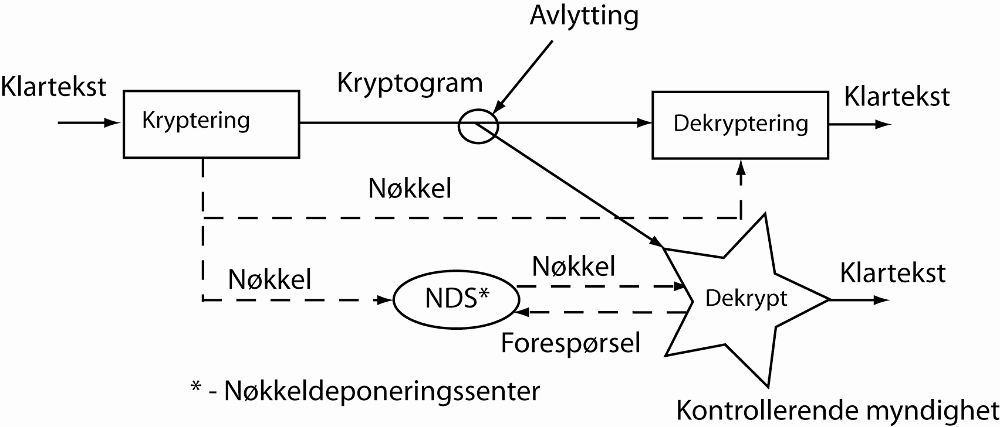 Avlytting
Klartekst
Kryptogram
Klartekst
Kryptering
Dekryptering
Nøkkel
Nøkkel
Nøkkel
Klartekst
NDS*
Dekrypt
Forespørsel
* - Nøkkeldeponeringssenter
Kontrollerende myndighet